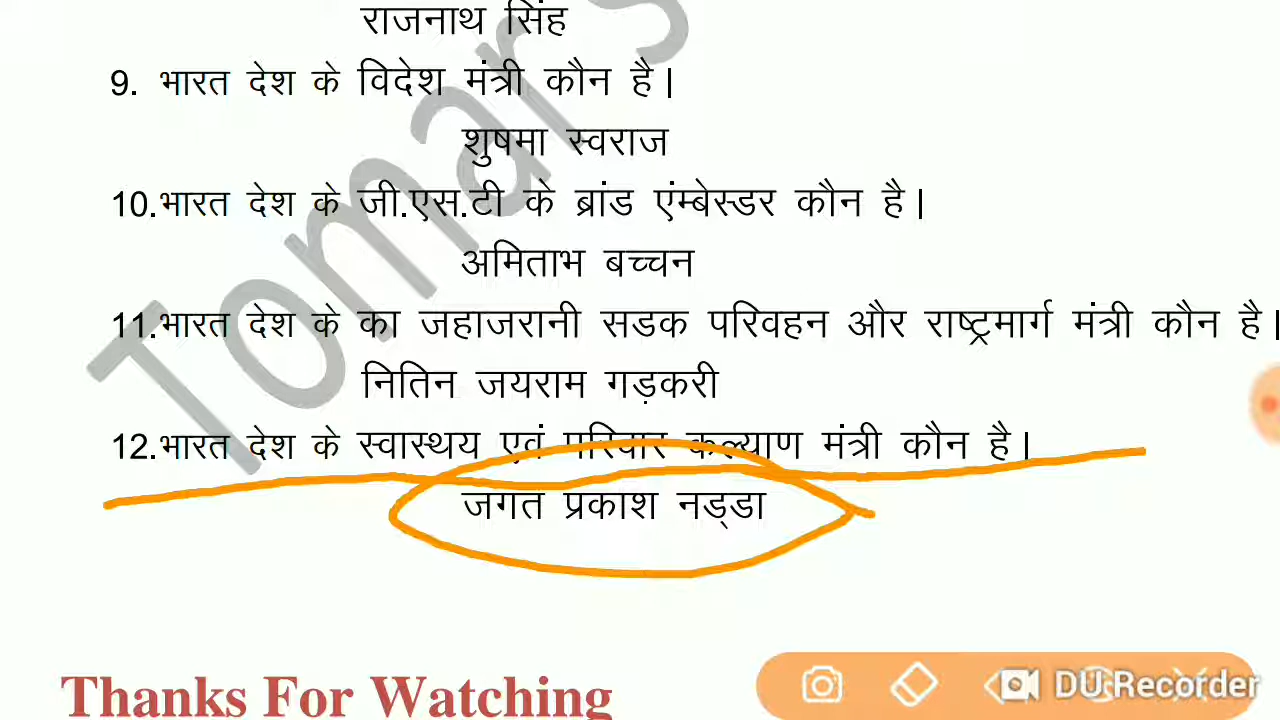 राजनाथ सिंह
9. भारत देश के विदेश मंत्री कौन है।
शुषमा स्वराज
10.भारत देश के जी.एस.टी के ब्रांड एंम्बेस्डर कौन है।
अमिताभ बच्चन
11.भारत देश के का जहाजरानी सडक परिवहन और राष्ट्रमार्ग मंत्री कौन है।
नितिन जयराम गड़करी
12.भारत देश के स्वास्थय एवं परिवार कल्याण मंत्री कौन है।
जगत प्रकाश नड्डा
Thanks For Watching
DU Recorder
Tomar s